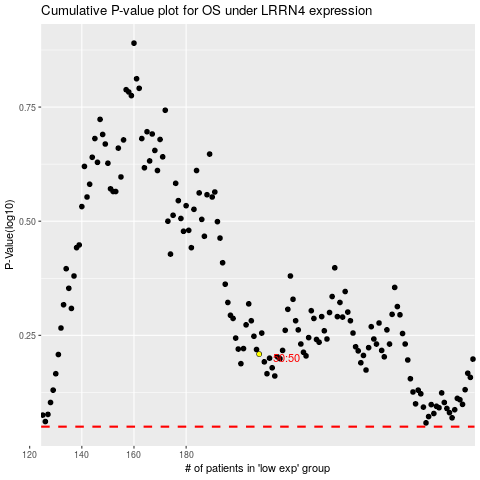 Cumulative P-value plot for OS under LRRN4 expression
P-Value(log10)
0.75
0.50
0.25
50:50
120 140 160 180
# of patients in 'low exp' group